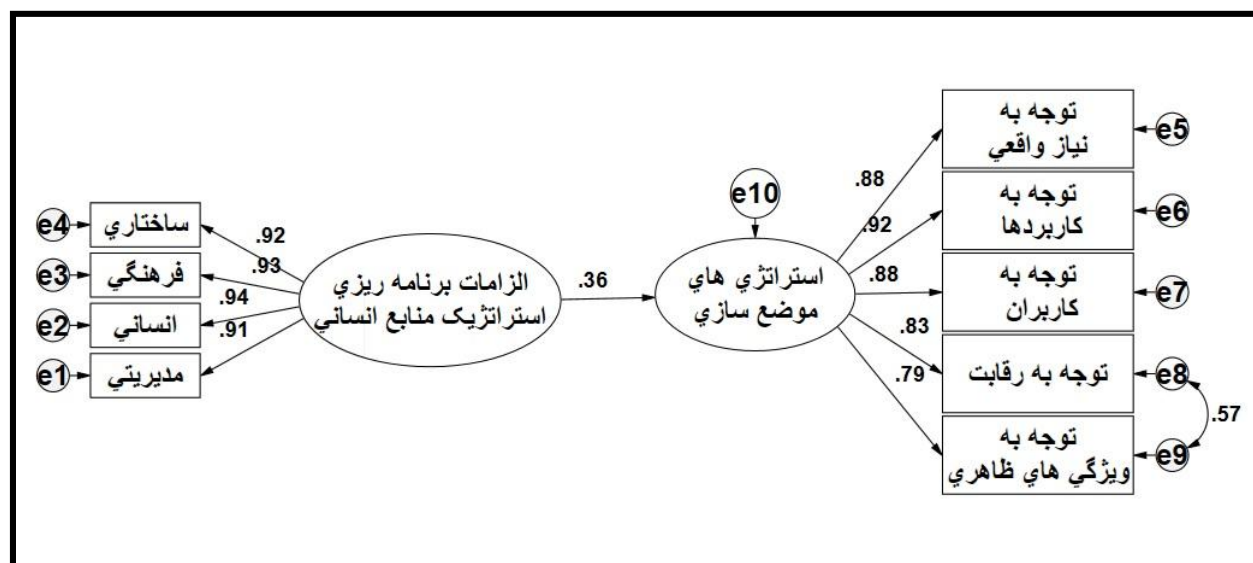 توجه به
نياز واقعي
e5
.88
e10
توجه به
كاربردها
e6
.92
e4
ساختاري
.92
e3
فرهنگي
.93
الزامات برنامه ريزي
استراتژيک منابع انساني
.36
استراتژي هاي
موضع سازي
.88
توجه به
كاربران
e7
e2
انساني
.94
e1
مديريتي
.91
.83
توجه به رقابت
e8
.57
.79
توجه به
ويژگي هاي ظاهري
e9